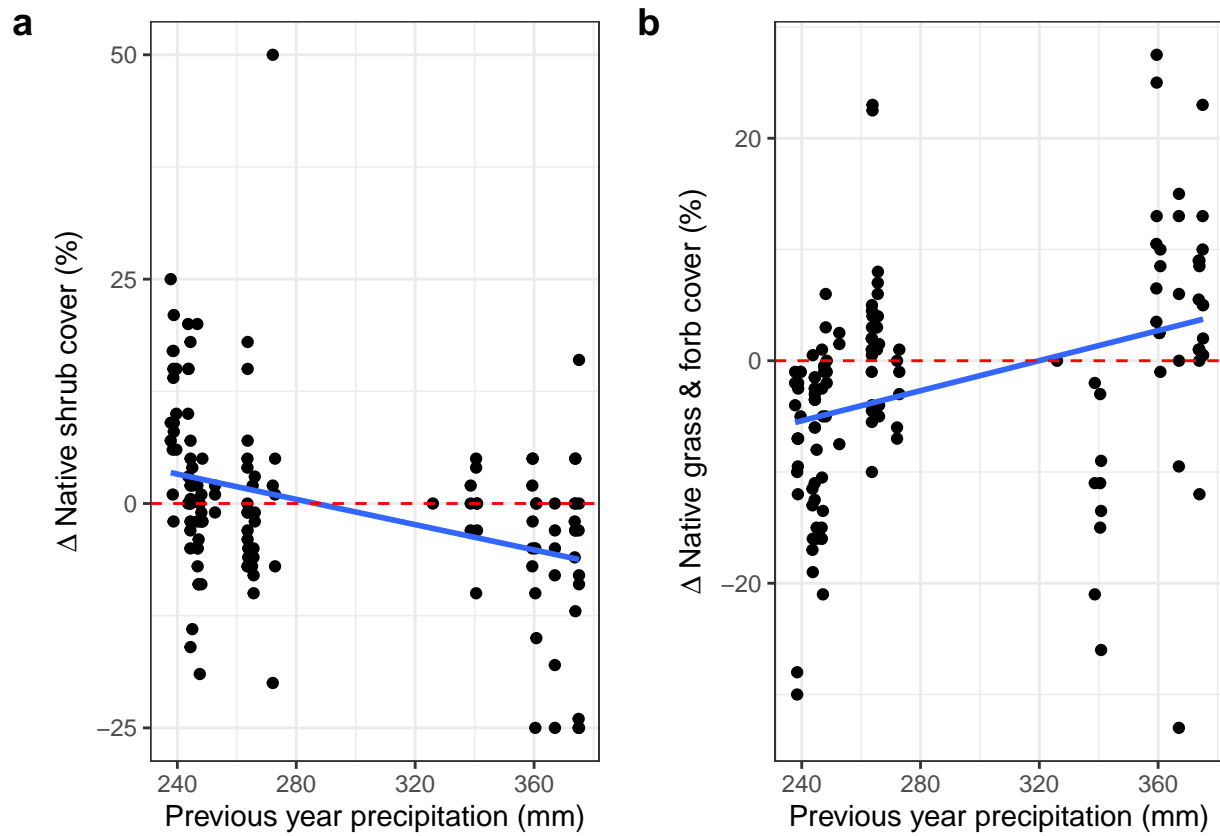 a
b
50
25
0
−25
Δ Native shrub cover (%)
240
280
320
360
Previous year precipitation (mm)
20
0
−20
Δ Native grass & forb cover (%)
240
280
320
360
Previous year precipitation (mm)